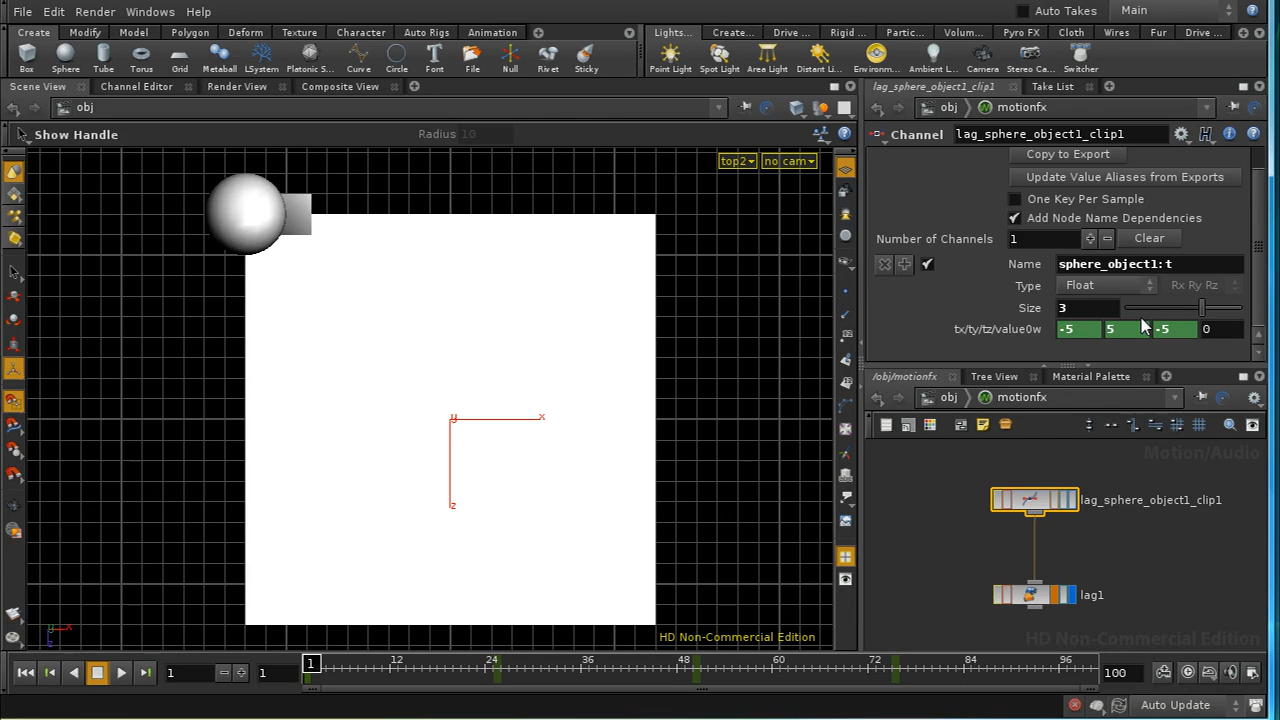 File Edit Render Windows Help
Auto Takes Main
Create Modify Model Polygon Deform Texture Character Auto Rigs Animation
Lights... Create... Drive ... Rigid ... Partic... Volum... Pyro FX Cloth Wires Fur Drive ...
Box Sphere Tube Torus Grid Metaball LSystem Platonic S... Curve Circle Font File Null Rivet Sticky
Point Light Spot Light Area Light Distant Li... Environm... Ambient L... Camera Stereo Ca... Switcher
Scene View Channel Editor Render View Composite View
lag_sphere_object1_clip1 Take List
obj
obj motionfx
Show Handle Radius 10
Channel lag_sphere_object1_clip1
top2 no cam
Copy to Export
Update Value Aliases from Exports
One Key Per Sample
Add Node Name Dependencies
Number of Channels 1 Clear
Name sphere_object1:t
Type Float Rx Ry Rz
Size 3
tx/ty/tz/value0w -5 5 -5 0
/obj/motionfx Tree View Material Palette
obj motionfx
Motion/Audio
y x
z
lag_sphere_object1_clip1
lag1
y x
z
HD Non-Commercial Edition
HD Non-Commercial Edition
1 1 1 12 24 36 48 60 72 84 96 100
Auto Update